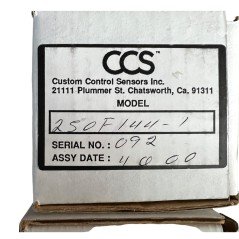 CCS
Custom Control Sensors Inc.
21111 Plummer St. Chatsworth, Ca, 91311
MODEL
250F144-1
SERIAL NO.: 092
ASSY DATE: 4000